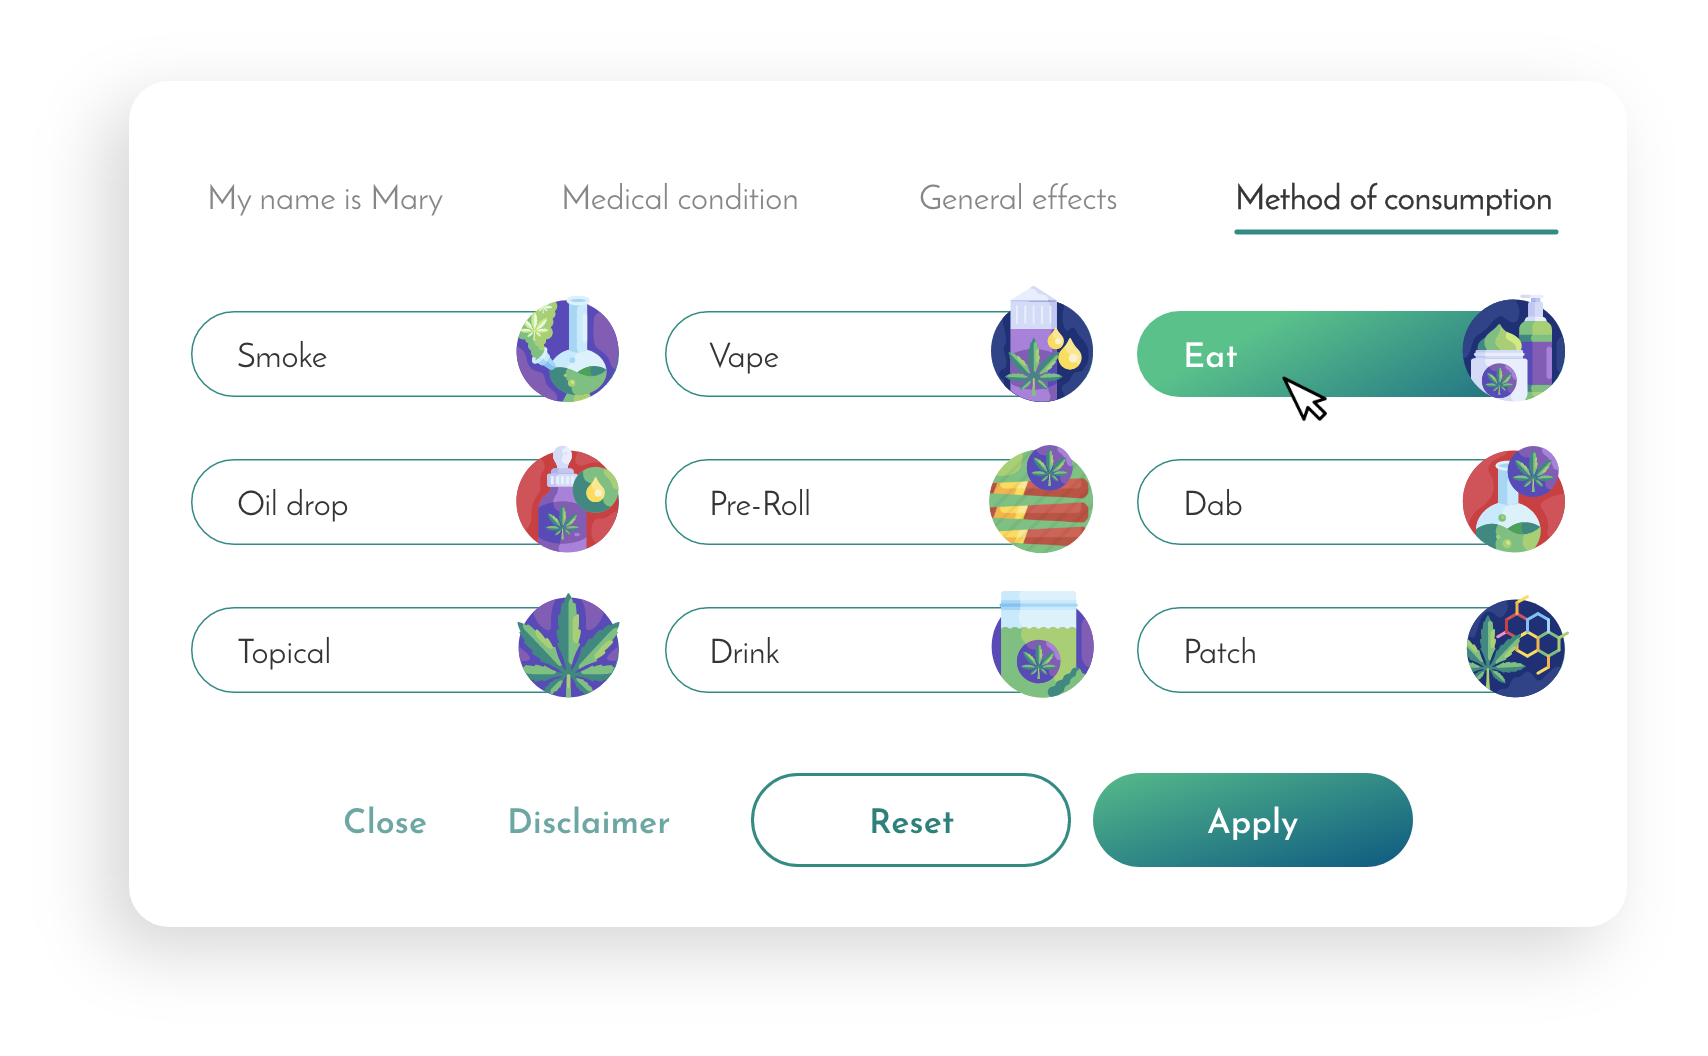 My name is Mary
Medical condition
General effects
Method of consumption
Smoke
Vape
Eat
Oil drop
Pre-Roll
Dab
Topical
Drink
Patch
Close
Disclaimer
Reset
Apply